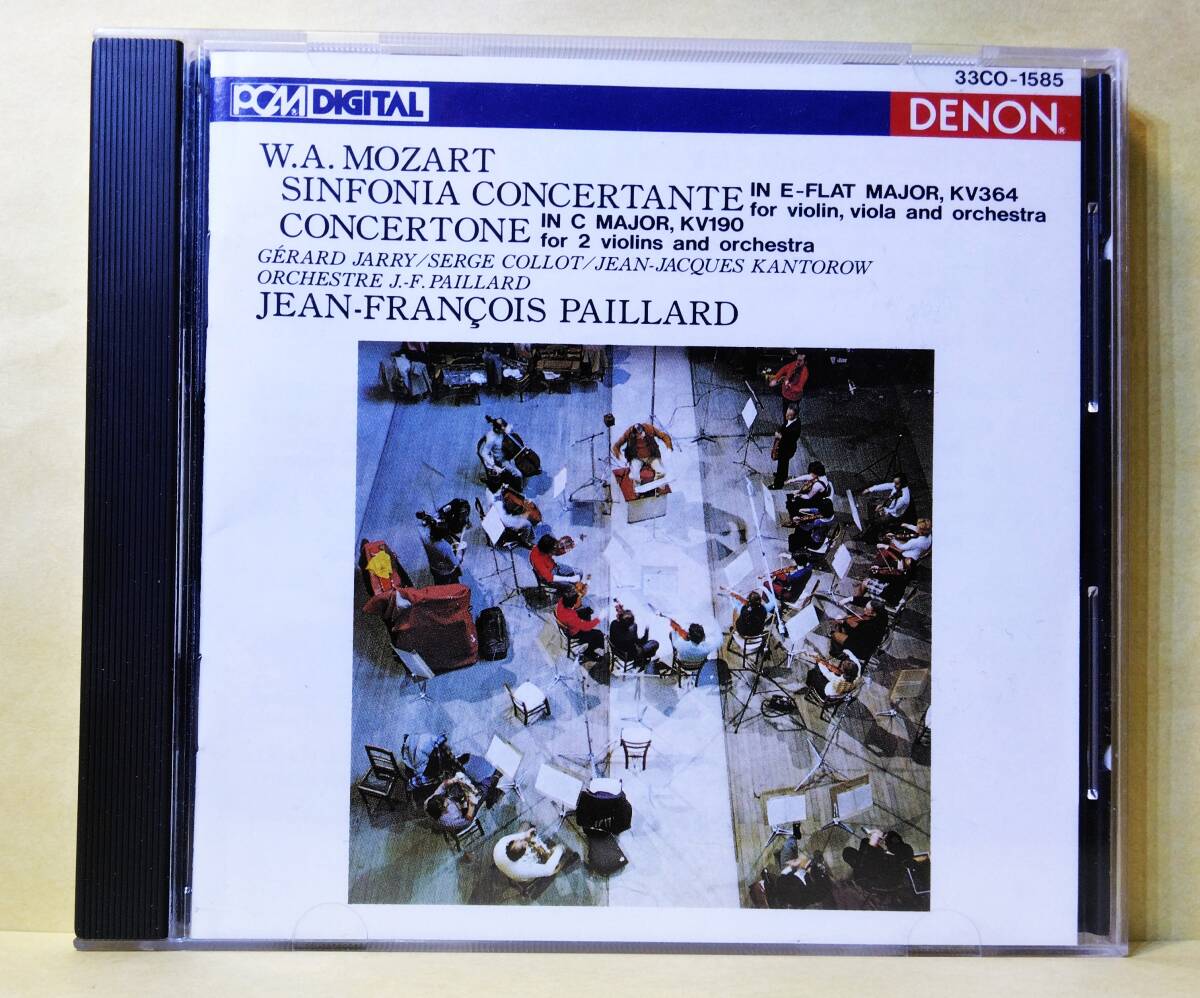 33CO-1585
PCM DIGITAL
DENON®
W.A. MOZART
SINFONIA CONCERTANTE IN E-FLAT MAJOR, KV364
for violin, viola and orchestra
CONCERTONE IN C MAJOR, KV190
for 2 violins and orchestra
GÉRARD JARRY/SERGE COLLOT/JEAN-JACQUES KANTOROW
ORCHESTRE J.-F. PAILLARD
JEAN-FRANÇOIS PAILLARD